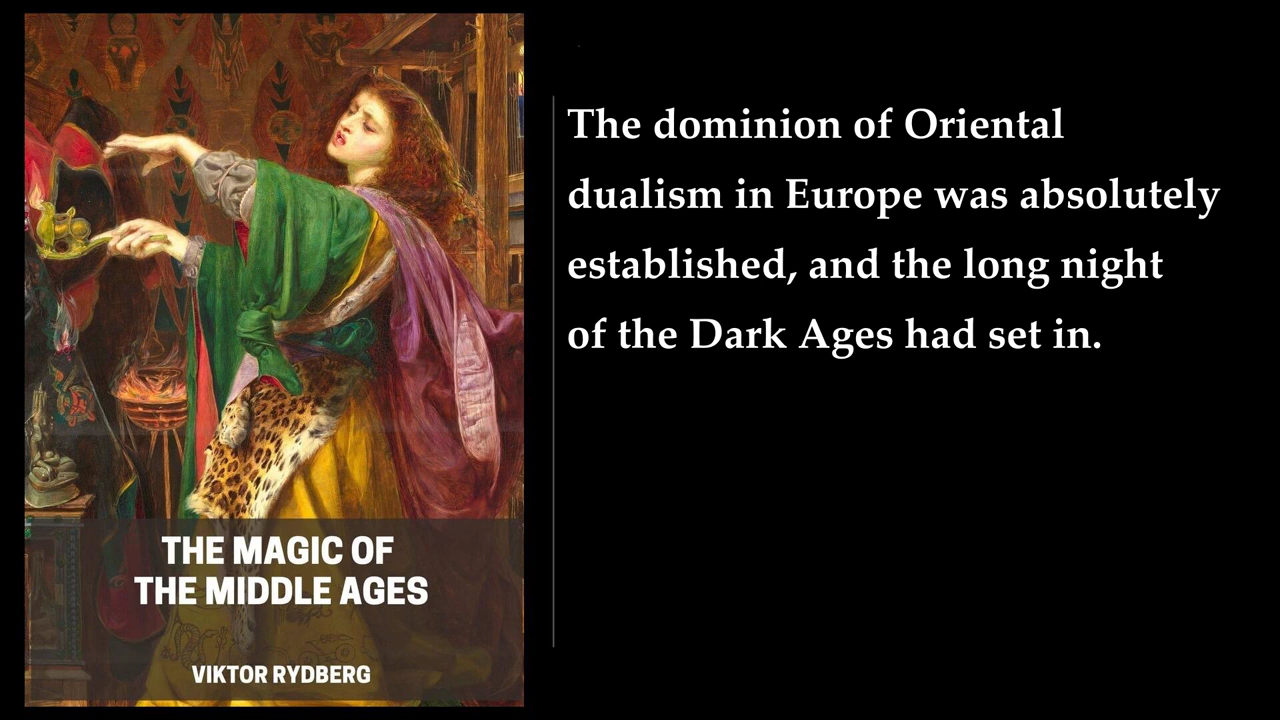 THE MAGIC OF
THE MIDDLE AGES
VIKTOR RYDBERG
The dominion of Oriental
dualism in Europe was absolutely
established, and the long night
of the Dark Ages had set in.